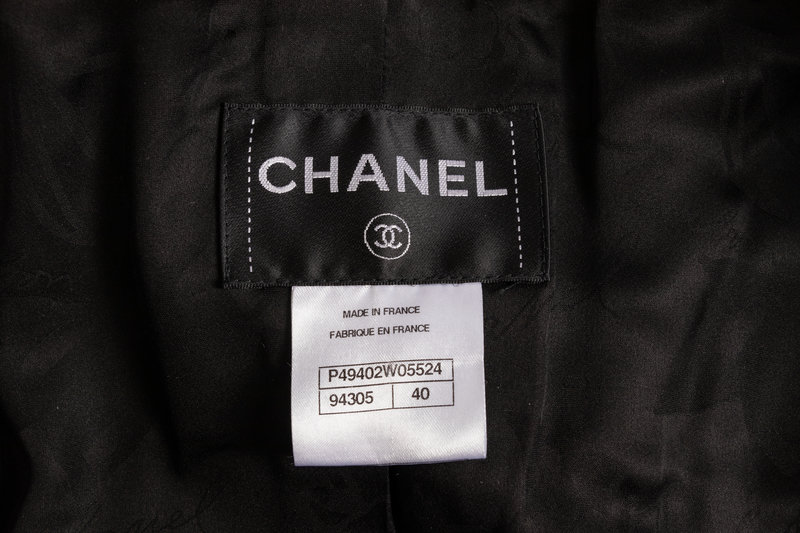 CHANEL
MADE IN FRANCE
FABRIQUE EN FRANCE
P49402W05524
94305 40